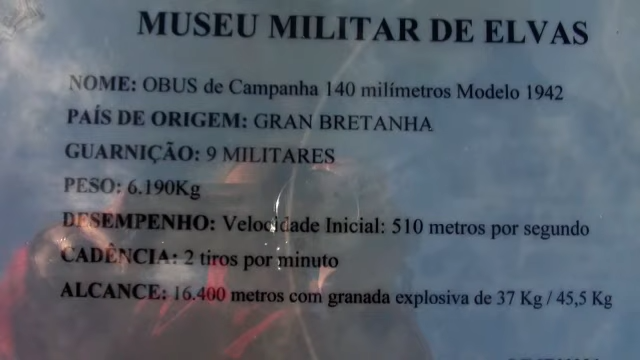 MUSEU MILITAR DE ELVAS
NOME: OBUS de Campanha 140 milímetros Modelo 1942
PAÍS DE ORIGEM: GRAN BRETANHA
GUARNIÇÃO: 9 MILITARES
PESO: 6.190Kg
DESEMPENHO: Velocidade Inicial: 510 metros por segundo
CADÊNCIA: 2 tiros por minuto
ALCANCE: 16.400 metros com granada explosiva de 37 Kg / 45,5 Kg